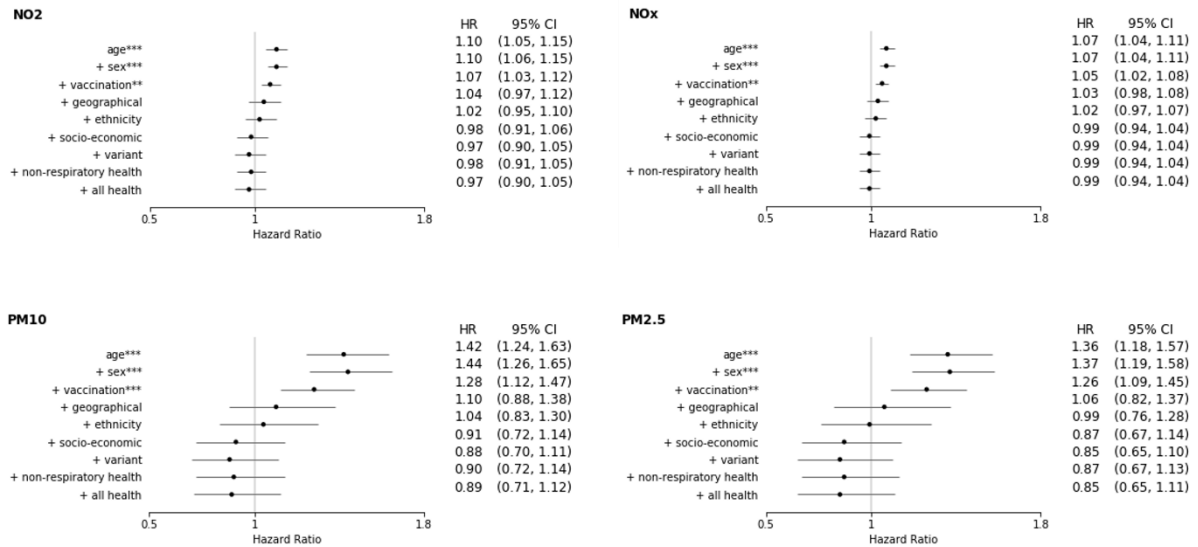 NO2
HR 95% CI
age*** 1.10 (1.05, 1.15)
+ sex*** 1.10 (1.06, 1.15)
+ vaccination** 1.07 (1.03, 1.12)
+ geographical 1.04 (0.97, 1.12)
+ ethnicity 1.02 (0.95, 1.10)
+ socio-economic 0.98 (0.91, 1.06)
+ variant 0.97 (0.90, 1.05)
+ non-respiratory health 0.98 (0.91, 1.05)
+ all health 0.97 (0.90, 1.05)
0.5 1 1.8
Hazard Ratio
NOx
HR 95% CI
age*** 1.07 (1.04, 1.11)
+ sex*** 1.07 (1.04, 1.11)
+ vaccination** 1.05 (1.02, 1.08)
+ geographical 1.03 (0.98, 1.08)
+ ethnicity 1.02 (0.97, 1.07)
+ socio-economic 0.99 (0.94, 1.04)
+ variant 0.99 (0.94, 1.04)
+ non-respiratory health 0.99 (0.94, 1.04)
+ all health 0.99 (0.94, 1.04)
0.5 1 1.8
Hazard Ratio
PM10
HR 95% CI
age*** 1.42 (1.24, 1.63)
+ sex*** 1.44 (1.26, 1.65)
+ vaccination*** 1.28 (1.12, 1.47)
+ geographical 1.10 (0.88, 1.38)
+ ethnicity 1.04 (0.83, 1.30)
+ socio-economic 0.91 (0.72, 1.14)
+ variant 0.88 (0.70, 1.11)
+ non-respiratory health 0.90 (0.72, 1.14)
+ all health 0.89 (0.71, 1.12)
0.5 1 1.8
Hazard Ratio
PM2.5
HR 95% CI
age*** 1.36 (1.18, 1.57)
+ sex*** 1.37 (1.19, 1.58)
+ vaccination** 1.26 (1.09, 1.45)
+ geographical 1.06 (0.82, 1.37)
+ ethnicity 0.99 (0.76, 1.28)
+ socio-economic 0.87 (0.67, 1.14)
+ variant 0.85 (0.65, 1.10)
+ non-respiratory health 0.87 (0.67, 1.13)
+ all health 0.85 (0.65, 1.11)
0.5 1 1.8
Hazard Ratio